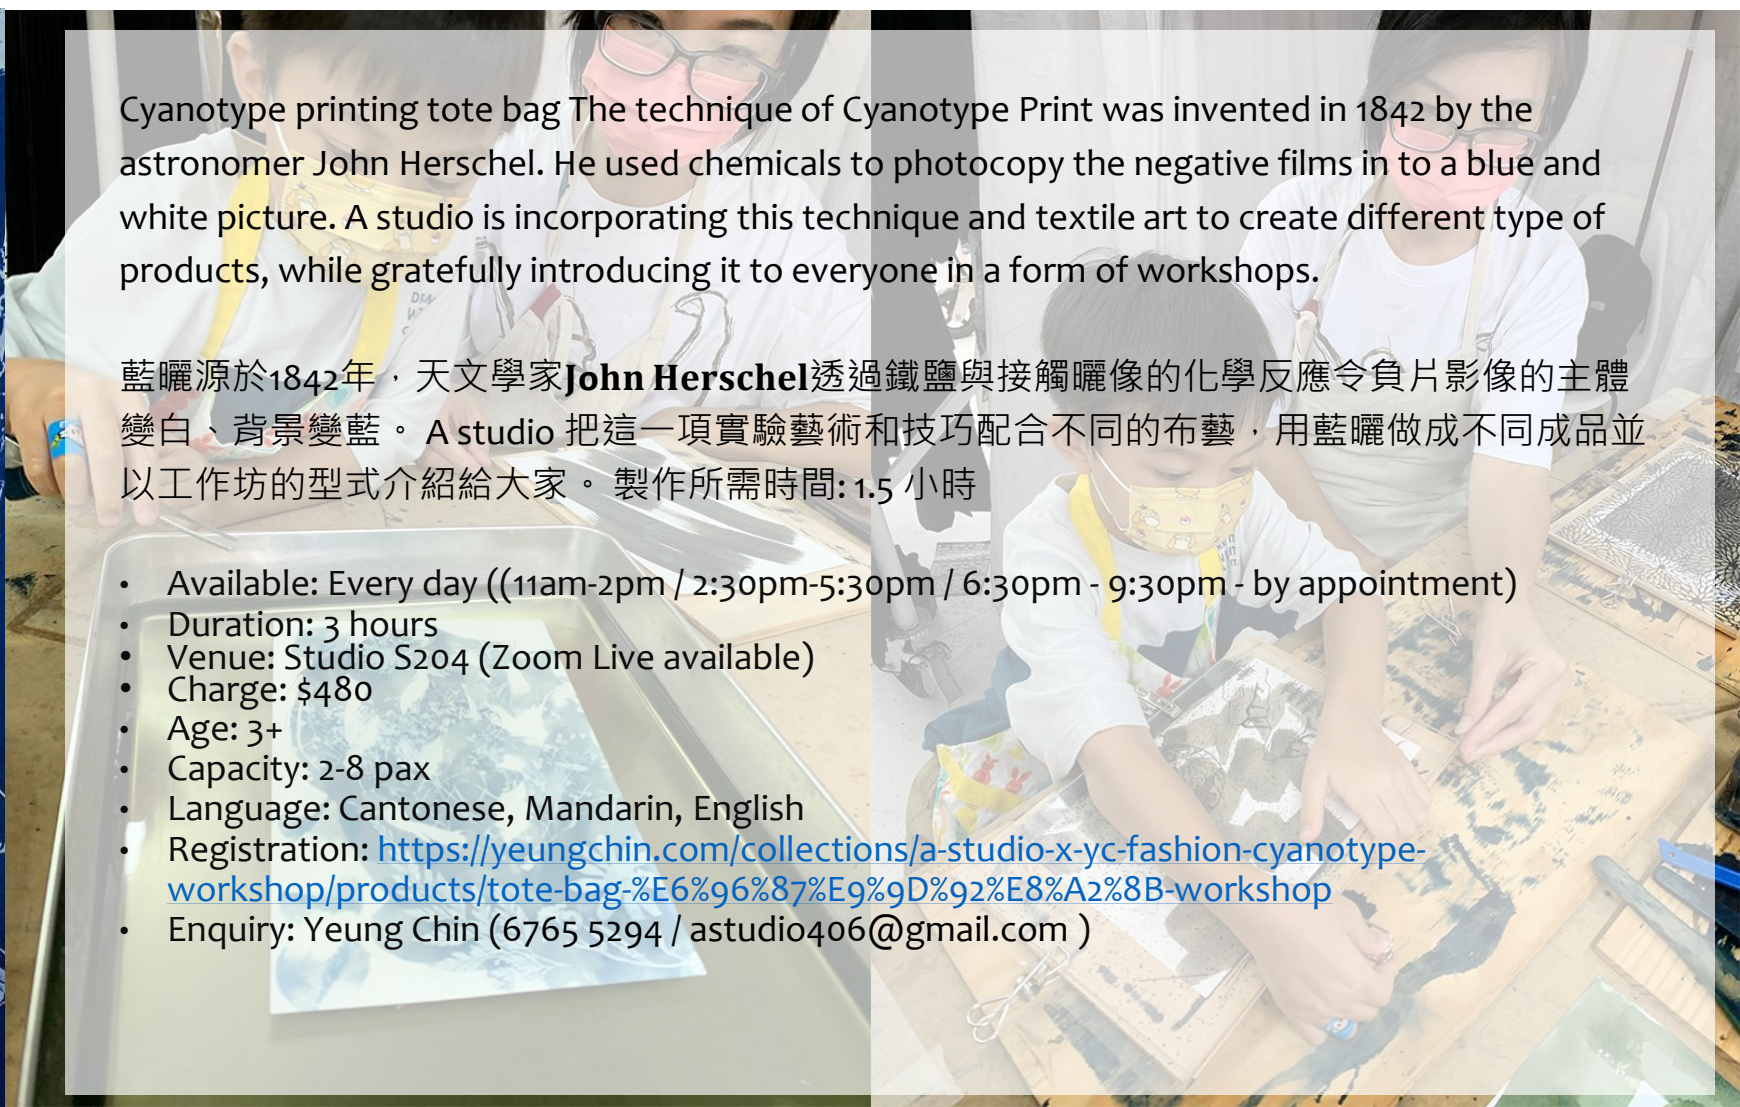 Cyanotype printing tote bag The technique of Cyanotype Print was invented in 1842 by the
astronomer John Herschel. He used chemicals to photocopy the negative films in to a blue and
white picture. A studio is incorporating this technique and textile art to create different type of
products, while gratefully introducing it to everyone in a form of workshops.
藍曬源於1842年，天文學家John Herschel透過鐵鹽與接觸曬像的化學反應令負片影像的主體
變白、背景變藍。 A studio 把這一項實驗藝術和技巧配合不同的布藝，用藍曬做成不同成品並
以工作坊的型式介紹給大家。 製作所需時間: 1.5 小時
• Available: Every day ((11am-2pm / 2:30pm-5:30pm / 6:30pm - 9:30pm - by appointment)
• Duration: 3 hours
• Venue: Studio S204 (Zoom Live available)
• Charge: $480
• Age: 3+
• Capacity: 2-8 pax
• Language: Cantonese, Mandarin, English
• Registration: https://yeungchin.com/collections/a-studio-x-yc-fashion-cyanotype-
workshop/products/tote-bag-%E6%96%87%E9%9D%92%E8%A2%8B-workshop
• Enquiry: Yeung Chin (6765 5294 / astudio406@gmail.com )